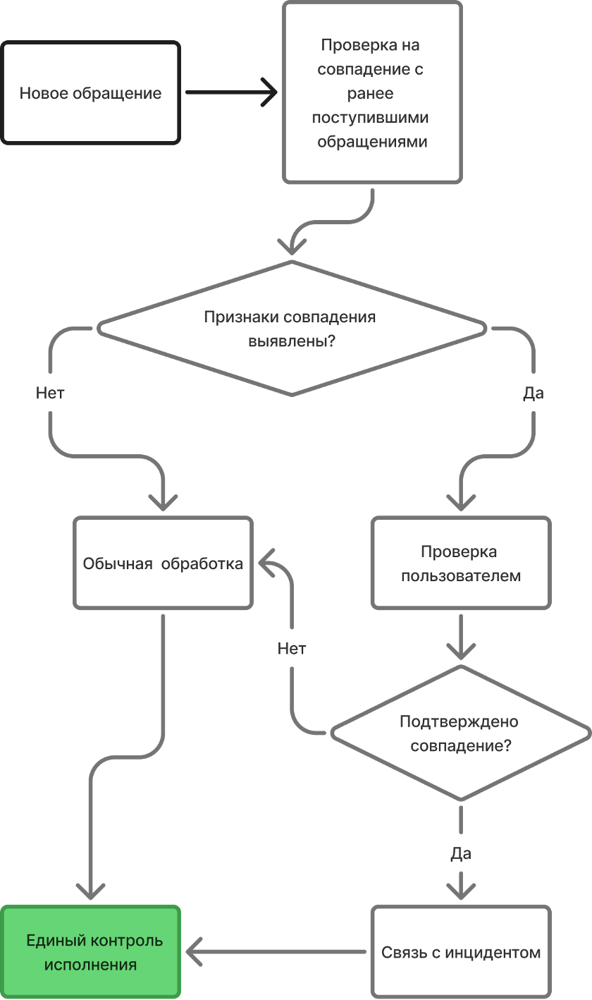 Новое обращение
Проверка на
совпадение с
ранее
поступившими
обращениями
Признаки совпадения
выявлены?
Нет
Да
Обычная  обработка
Проверка
пользователем
Нет
Подтверждено
совпадение?
Да
Единый контроль
исполнения
Связь с инцидентом